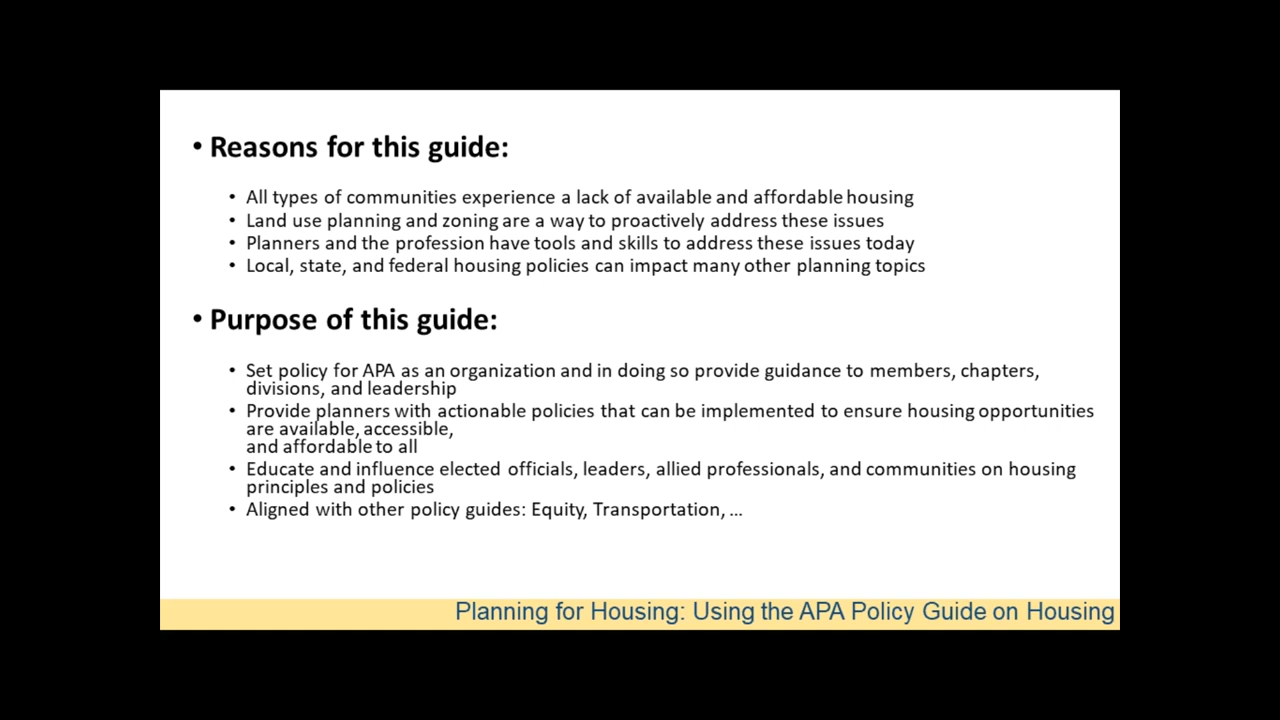 • Reasons for this guide:
• All types of communities experience a lack of available and affordable housing
• Land use planning and zoning are a way to proactively address these issues
• Planners and the profession have tools and skills to address these issues today
• Local, state, and federal housing policies can impact many other planning topics
• Purpose of this guide:
• Set policy for APA as an organization and in doing so provide guidance to members, chapters,
divisions, and leadership
• Provide planners with actionable policies that can be implemented to ensure housing opportunities
are available, accessible,
and affordable to all
• Educate and influence elected officials, leaders, allied professionals, and communities on housing
principles and policies
• Aligned with other policy guides: Equity, Transportation, ...
Planning for Housing: Using the APA Policy Guide on Housing